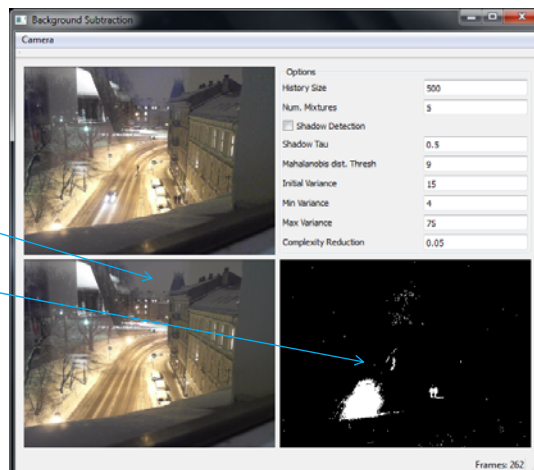 Background Subtraction
Camera
Options
History Size 500
Num. Mixtures 5
Shadow Detection
Shadow Tau 0.5
Mahalanobis dist. Thresh 9
Initial Variance 15
Min Variance 4
Max Variance 75
Complexity Reduction 0.05
Frames: 262